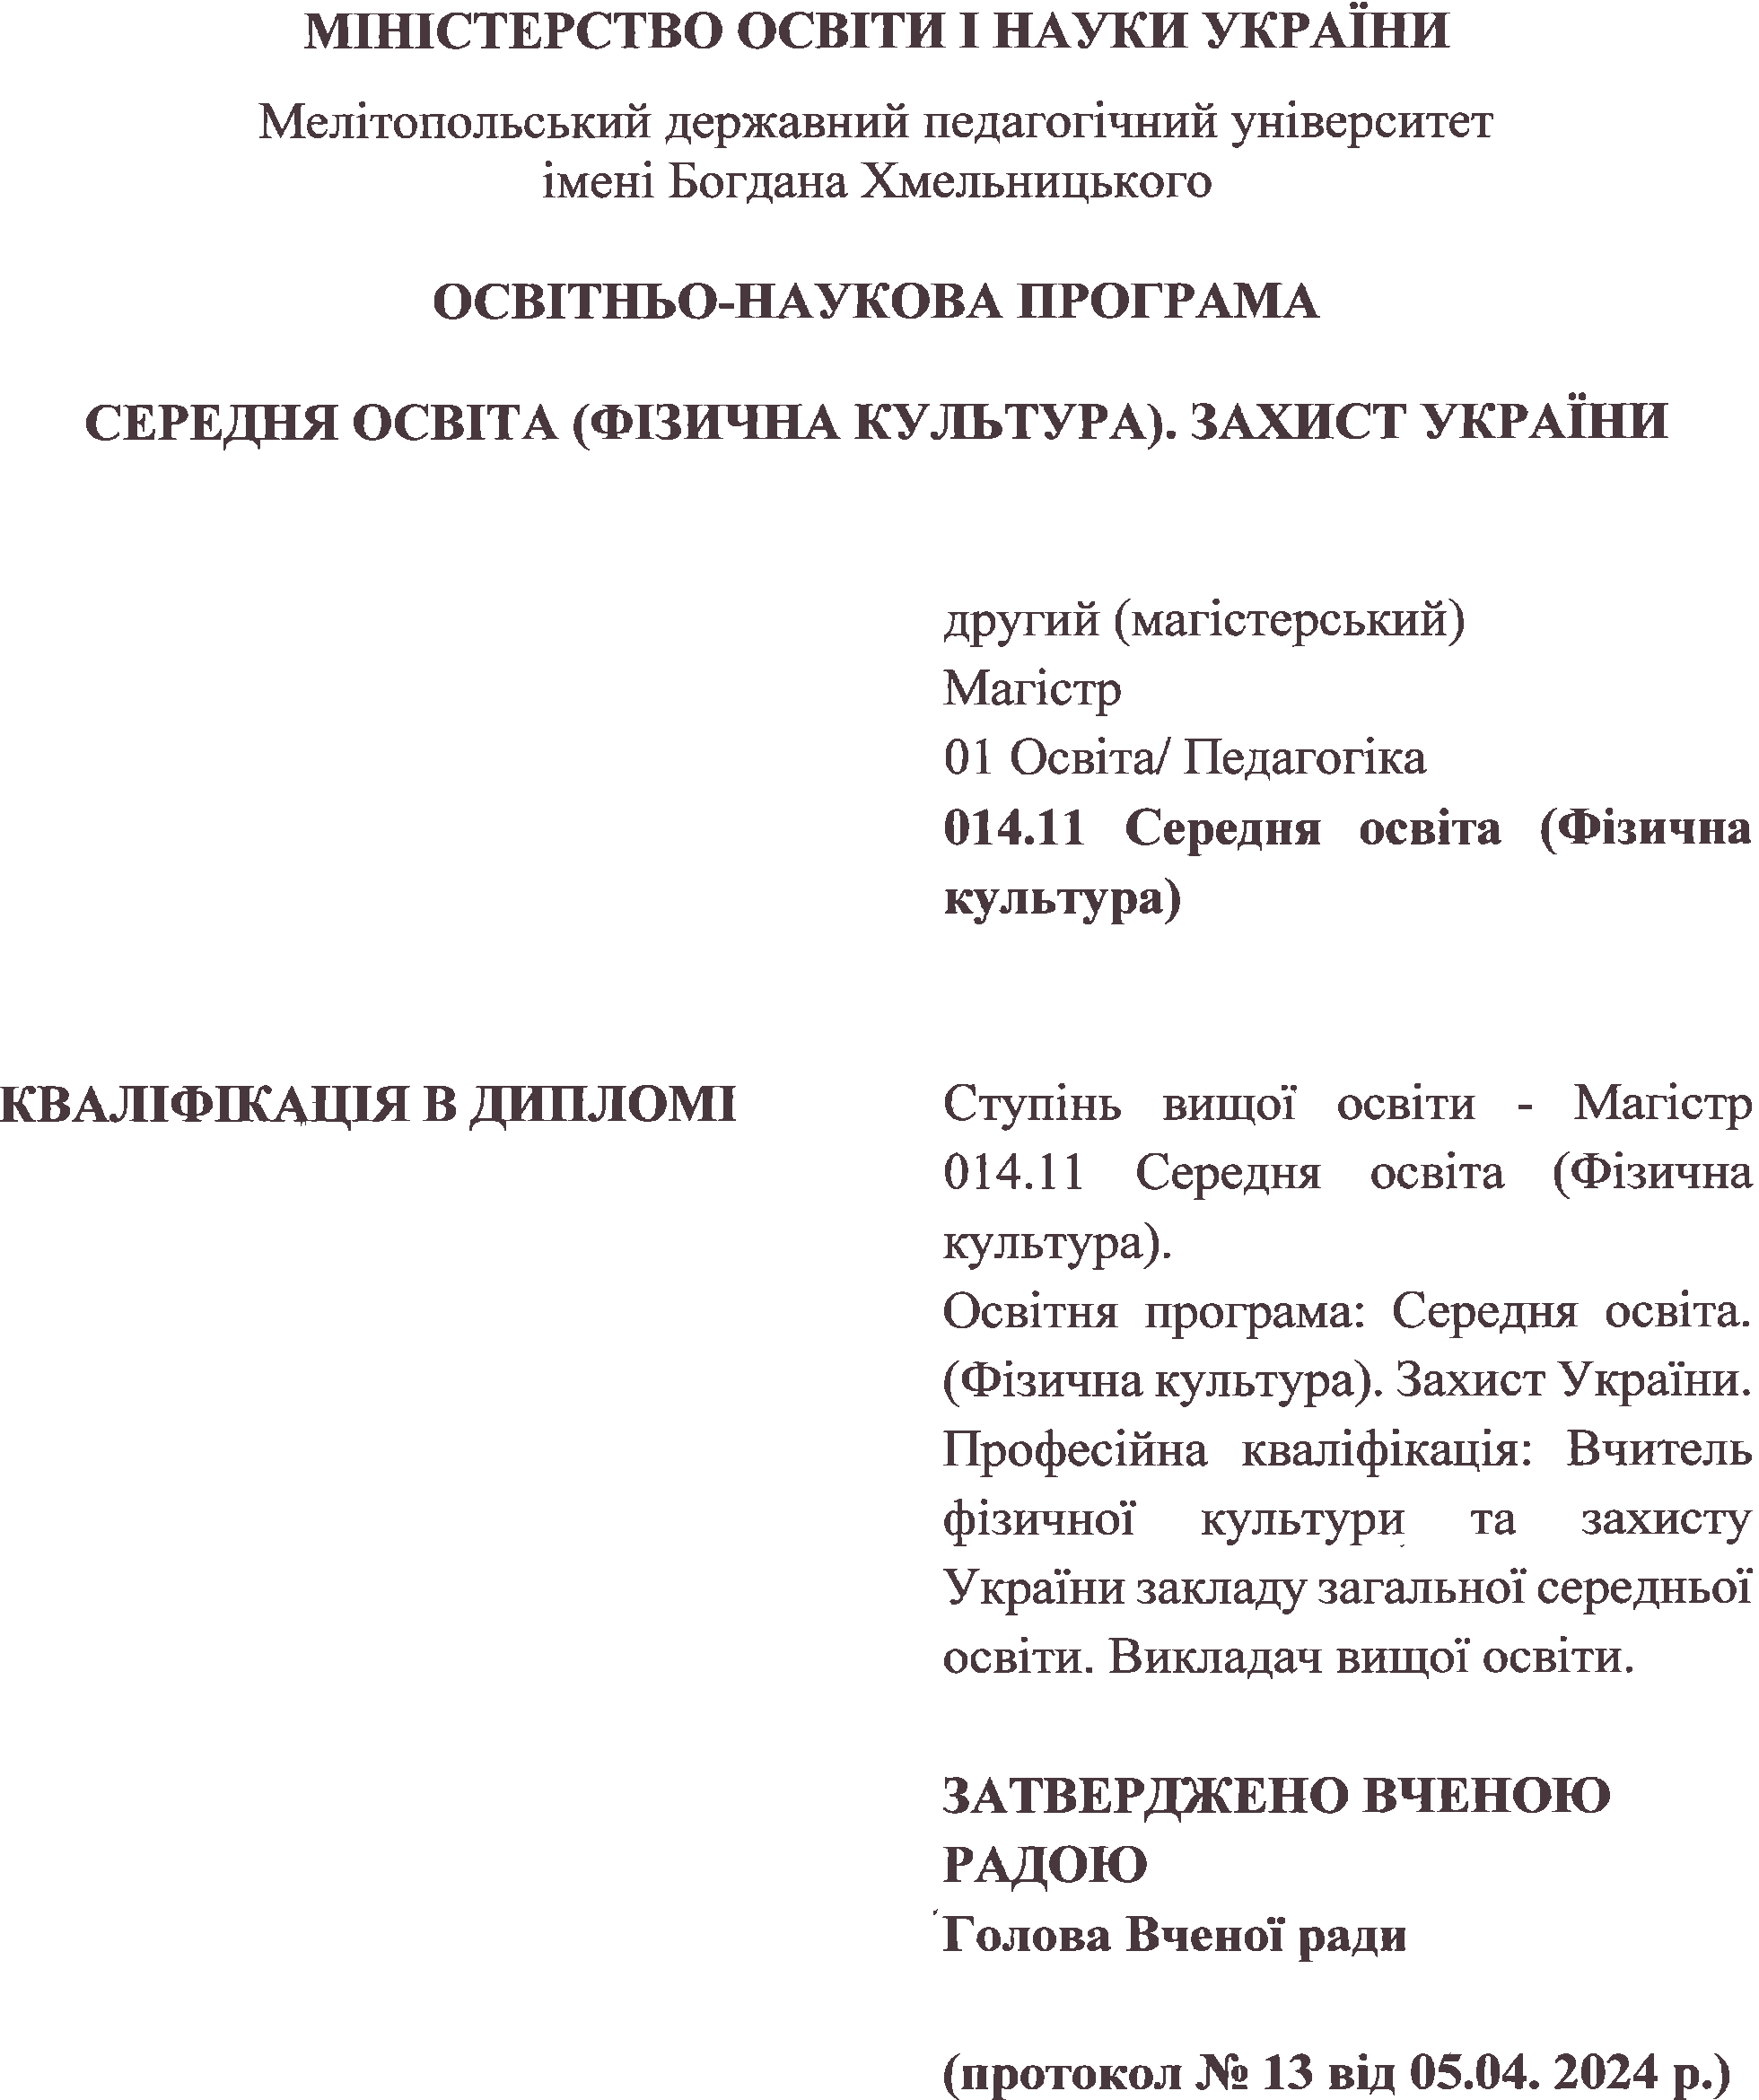 МІНІСТЕРСТВО ОСВІТИ І НАУКИ УКРАЇНИ
Мелітопольський державний педагогічний університет
імені Богдана Хмельницького
ОСВІТНЬО-НАУКОВА ПРОГРАМА
СЕРЕДНЯ ОСВІТА (ФІЗИЧНА КУЛЬТУРА). ЗАХИСТ УКРАЇНИ
другий (магістерський)
Магістр
01 Освіта/ Педагогіка
014.11 Середня освіта (Фізична
культура)
КВАЛІФІКАЦІЯ В ДИПЛОМІ
Ступінь вищої освіти - Магістр
014.11 Середня освіта (Фізична
культура).
Освітня програма: Середня освіта.
(Фізична культура). Захист України.
Професійна кваліфікація: Вчитель
фізичної культури та захисту
України закладу загальної середньої
освіти. Викладач вищої освіти.
ЗАТВЕРДЖЕНО ВЧЕНОЮ
РАДОЮ
Голова Вченої ради
(протокол № 13 від 05.04. 2024 р.)